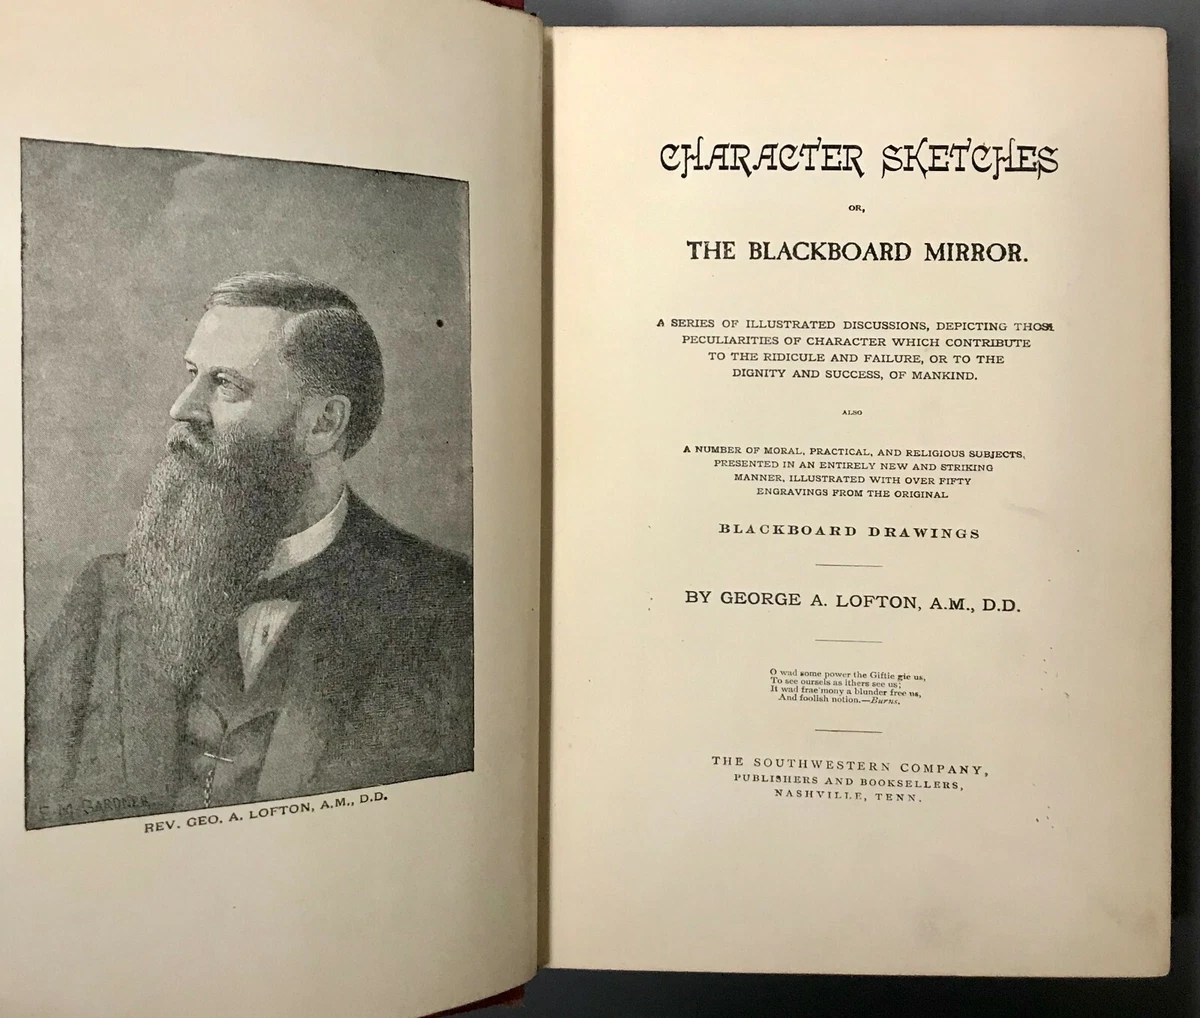 E. M. GARDNER
REV. GEO. A. LOFTON, A.M., D.D.
CHARACTER SKETCHES
OR,
THE BLACKBOARD MIRROR.
A SERIES OF ILLUSTRATED DISCUSSIONS, DEPICTING THOSE
PECULIARITIES OF CHARACTER WHICH CONTRIBUTE
TO THE RIDICULE AND FAILURE, OR TO THE
DIGNITY AND SUCCESS, OF MANKIND.
ALSO
A NUMBER OF MORAL, PRACTICAL, AND RELIGIOUS SUBJECTS,
PRESENTED IN AN ENTIRELY NEW AND STRIKING
MANNER, ILLUSTRATED WITH OVER FIFTY
ENGRAVINGS FROM THE ORIGINAL
BLACKBOARD DRAWINGS
BY GEORGE A. LOFTON, A.M., D.D.
O wad some power the Giftie gie us,
To see oursels as ithers see us;
It wad frae mony a blunder free us,
And foolish notion.—Burns.
THE SOUTHWESTERN COMPANY,
PUBLISHERS AND BOOKSELLERS,
NASHVILLE, TENN.